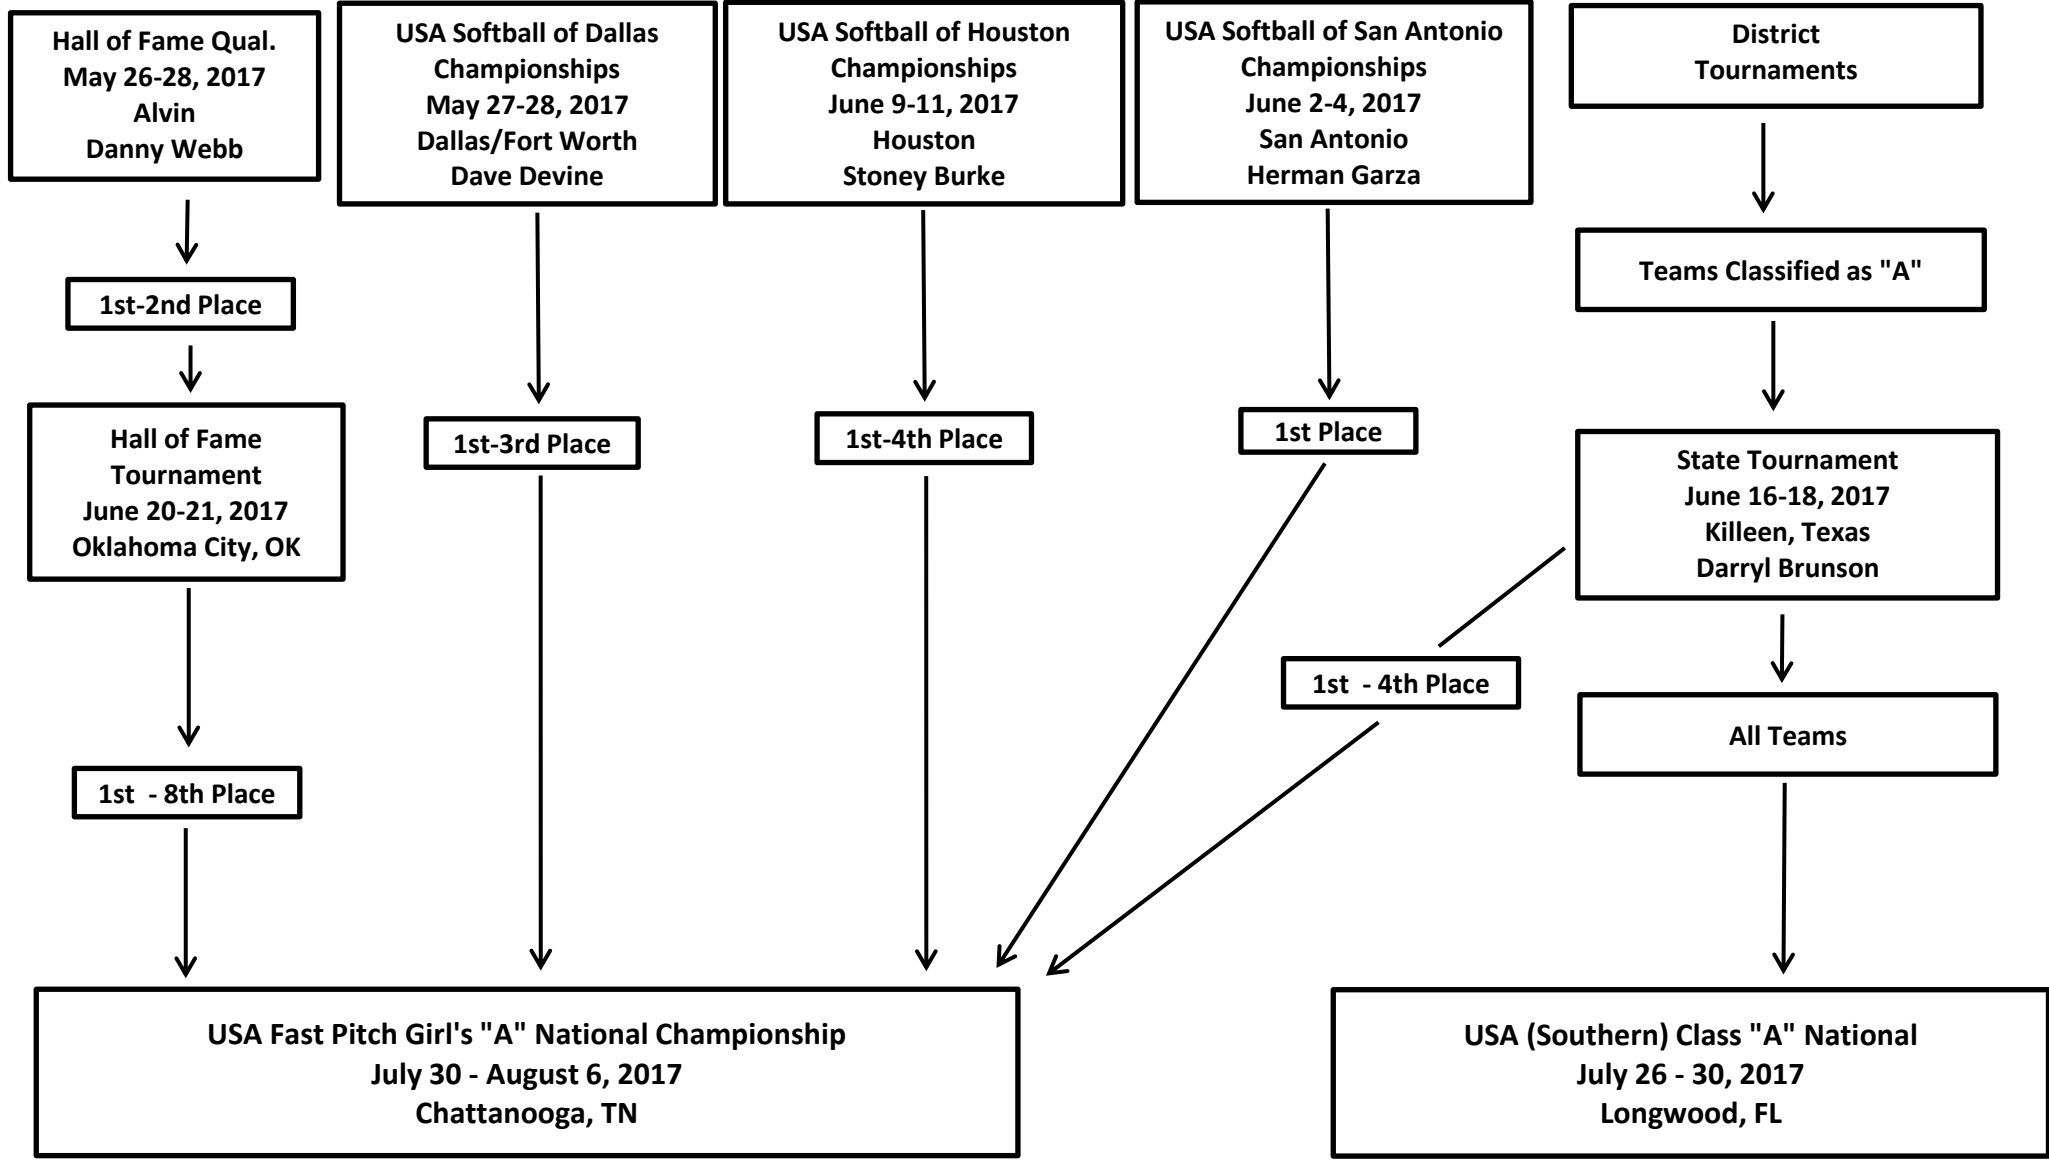 Hall of Fame Qual.
May 26-28, 2017
Alvin
Danny Webb
USA Softball of Dallas
Championships
May 27-28, 2017
Dallas/Fort Worth
Dave Devine
USA Softball of Houston
Championships
June 9-11, 2017
Houston
Stoney Burke
USA Softball of San Antonio
Championships
June 2-4, 2017
San Antonio
Herman Garza
District
Tournaments
1st-2nd Place
Teams Classified as "A"
Hall of Fame
Tournament
June 20-21, 2017
Oklahoma City, OK
1st-3rd Place
1st-4th Place
1st Place
State Tournament
June 16-18, 2017
Killeen, Texas
Darryl Brunson
1st  - 4th Place
All Teams
1st  - 8th Place
USA Fast Pitch Girl's "A" National Championship
July 30 - August 6, 2017
Chattanooga, TN
USA (Southern) Class "A" National
July 26 - 30, 2017
Longwood, FL